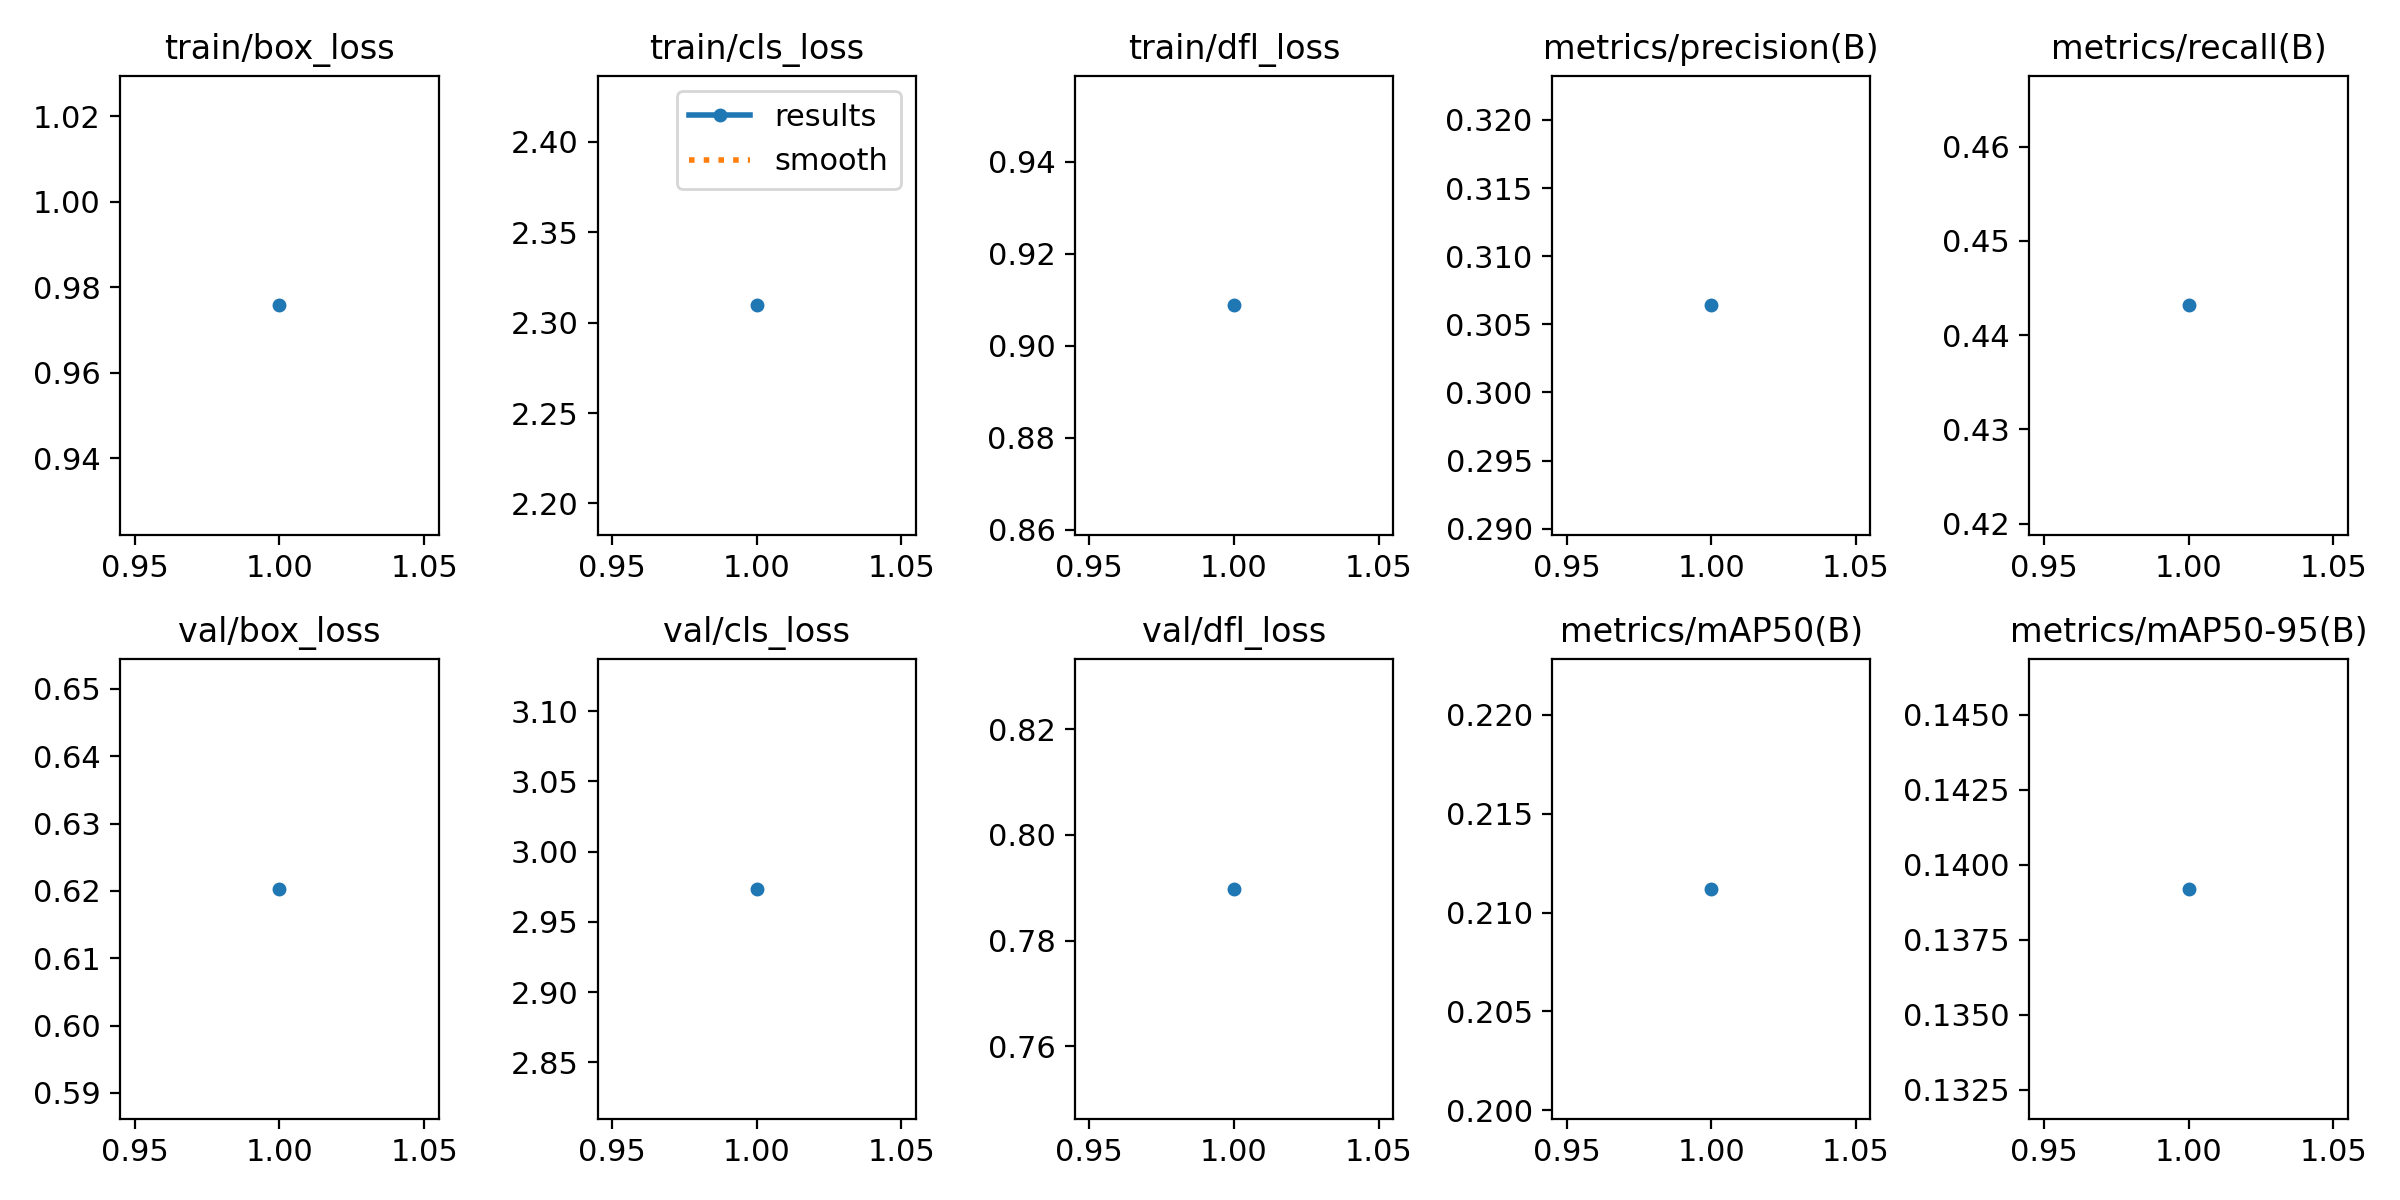 train/box_loss
1.02
1.00
0.98
0.96
0.94
0.95 1.00 1.05
train/cls_loss
results
smooth
2.40
2.35
2.30
2.25
2.20
0.95 1.00 1.05
train/dfl_loss
0.94
0.92
0.90
0.88
0.86
0.95 1.00 1.05
metrics/precision(B)
0.320
0.315
0.310
0.305
0.300
0.295
0.290
0.95 1.00 1.05
metrics/recall(B)
0.46
0.45
0.44
0.43
0.42
0.95 1.00 1.05
val/box_loss
0.65
0.64
0.63
0.62
0.61
0.60
0.59
0.95 1.00 1.05
val/cls_loss
3.10
3.05
3.00
2.95
2.90
2.85
0.95 1.00 1.05
val/dfl_loss
0.82
0.80
0.78
0.76
0.95 1.00 1.05
metrics/mAP50(B)
0.220
0.215
0.210
0.205
0.200
0.95 1.00 1.05
metrics/mAP50-95(B)
0.1450
0.1425
0.1400
0.1375
0.1350
0.1325
0.95 1.00 1.05